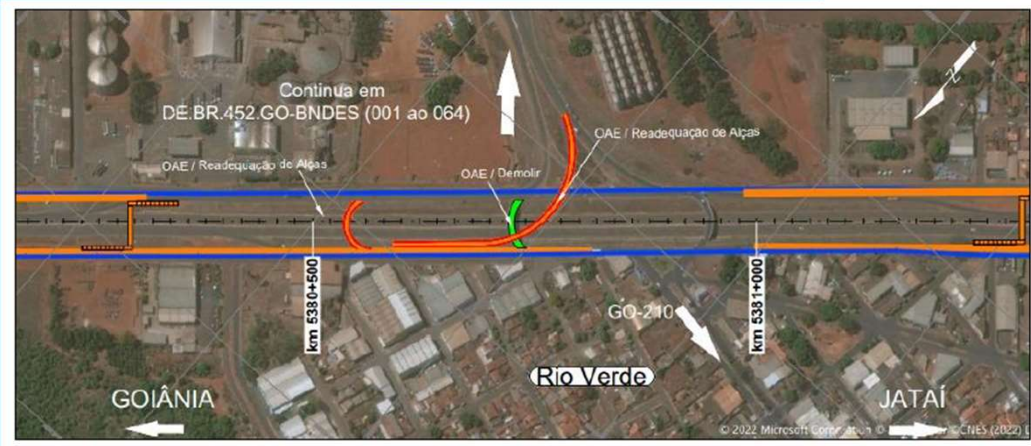 Continua em
DE.BR.452.GO-BNDES (001 ao 064)
N
OAE / Readequação de Alças
OAE / Readequação de Alças
OAE / Demolir
km 5380+500
km 5381+000
GO-210
Rio Verde
GOIÂNIA
JATAÍ
© 2022 Microsoft Corporation ©
©CNES (2022)